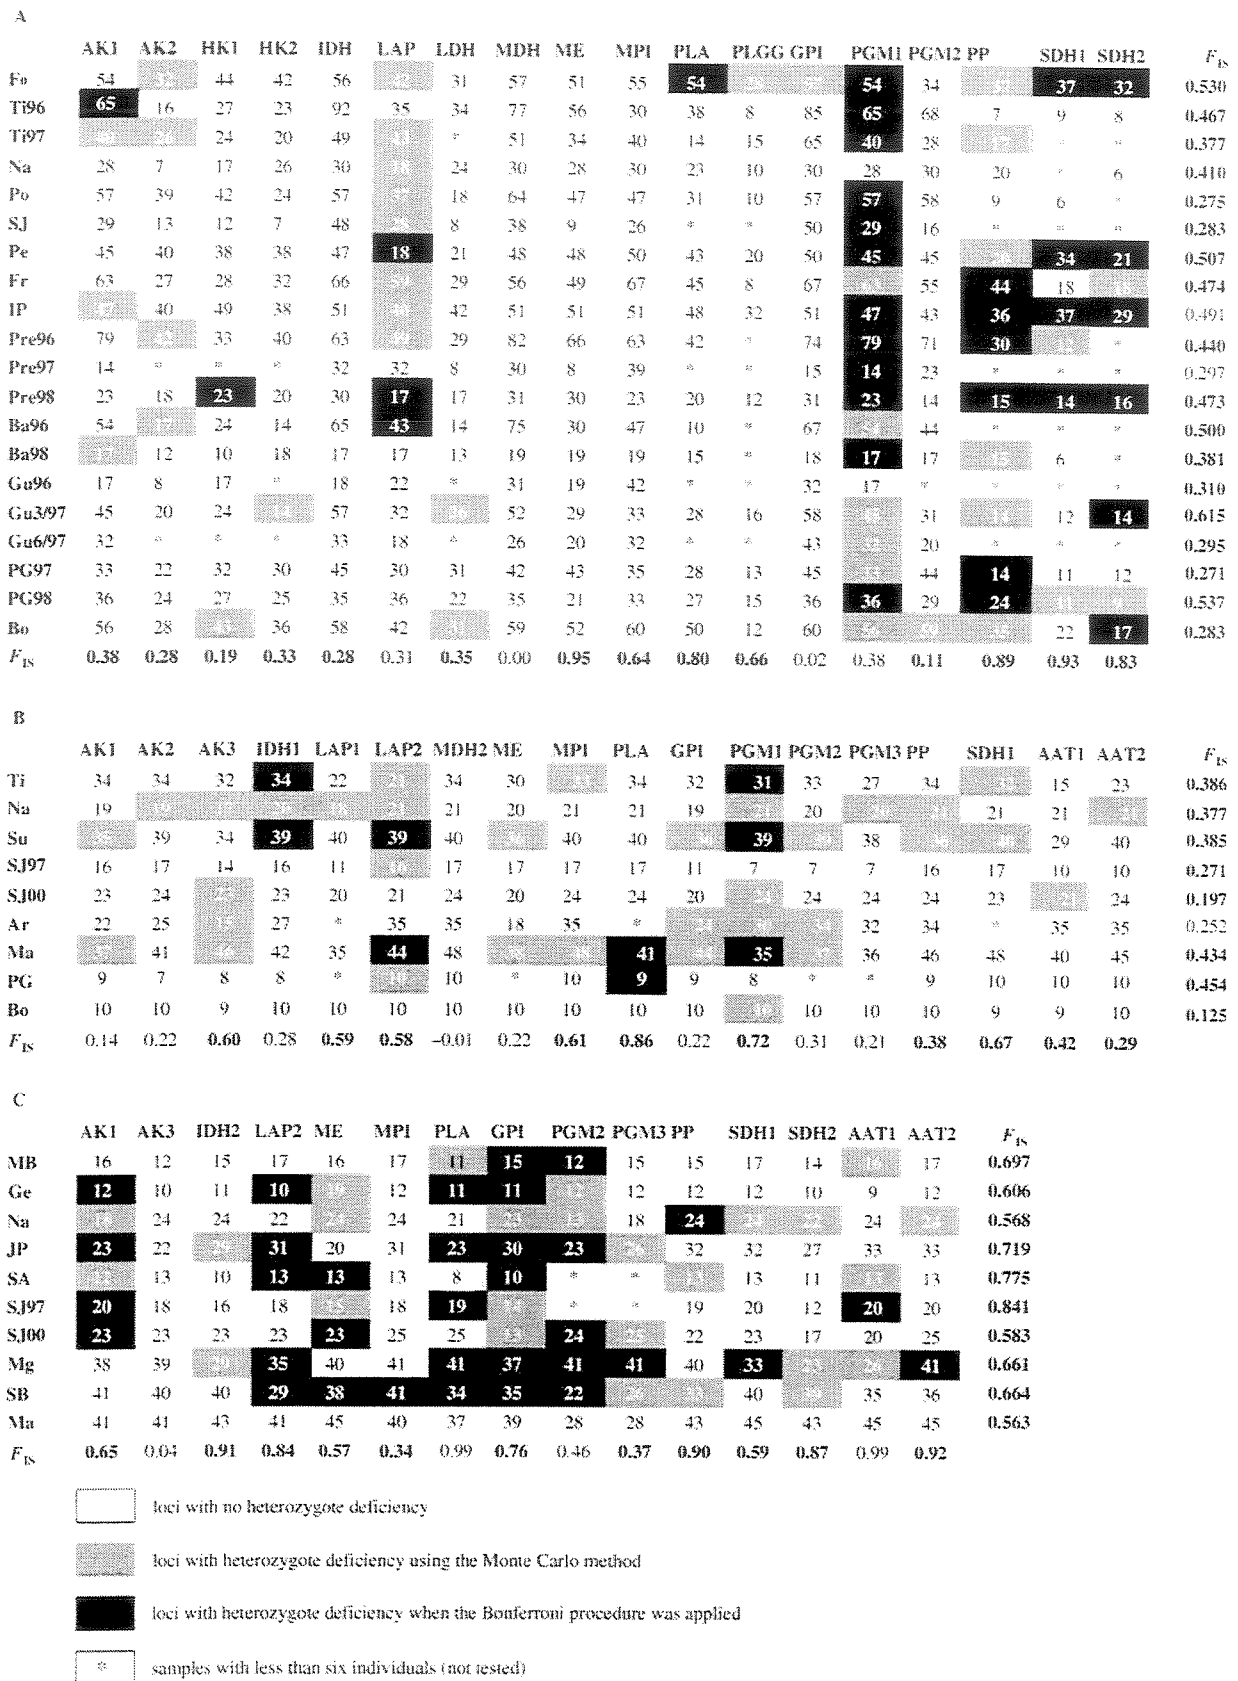 A
AK1 AK2 HK1 HK2 IDH LAP LDH MDH ME MPI PLA PLGG GPI PGM1 PGM2 PP SDH1 SDH2 F_IS
Fo 54 44 42 56 31 57 51 55 54 54 34 37 32 0.530
Ti96 65 16 27 23 92 35 34 77 56 30 38 8 85 65 68 7 9 8 0.467
Ti97 24 20 49 * 51 34 40 14 15 65 40 28 * * 0.377
Na 28 7 17 26 30 24 30 28 30 23 10 30 28 30 20 * 6 0.410
Po 57 39 42 24 57 18 64 47 47 31 10 57 57 58 9 6 * 0.275
SJ 29 13 12 7 48 8 38 9 26 * * 50 29 16 * * * 0.283
Pe 45 40 38 38 47 18 21 48 48 50 43 20 50 45 45 34 21 0.507
Fr 63 27 28 32 66 29 56 49 67 45 8 67 55 44 18 0.474
IP 40 49 38 51 42 51 51 51 48 32 51 47 43 36 37 29 0.491
Pre96 79 33 40 63 29 82 66 63 42 * 74 79 71 30 * 0.440
Pre97 14 * * * 32 32 8 30 8 39 * * 15 14 23 * * * 0.297
Pre98 23 18 23 20 30 17 17 31 30 23 20 12 31 23 14 15 14 16 0.473
Ba96 54 24 14 65 43 14 75 30 47 10 * 67 44 * * * 0.500
Ba98 12 10 18 17 17 13 19 19 19 15 * 18 17 17 6 * 0.381
Gu96 17 8 17 * 18 22 * 31 19 42 * * 32 17 * * * * 0.310
Gu3/97 45 20 24 57 32 52 29 33 28 16 58 31 12 14 0.615
Gu6/97 32 * * * 33 18 * 26 20 32 * * 43 20 * * * 0.295
PG97 33 22 32 30 45 30 31 42 43 35 28 13 45 44 14 11 12 0.271
PG98 36 24 27 25 35 36 22 35 21 33 27 15 36 36 29 24 0.537
Bo 56 28 36 58 42 59 52 60 50 12 60 22 17 0.283
F_IS 0.38 0.28 0.19 0.33 0.28 0.31 0.35 0.00 0.95 0.64 0.80 0.66 0.02 0.38 0.11 0.89 0.93 0.83
B
AK1 AK2 AK3 IDH1 LAP1 LAP2 MDH2 ME MPI PLA GPI PGM1 PGM2 PGM3 PP SDH1 AAT1 AAT2 F_IS
Ti 34 34 32 34 22 34 30 34 32 31 33 27 34 15 23 0.386
Na 19 21 20 21 21 19 20 21 21 0.377
Su 39 34 39 40 39 40 40 40 39 38 29 40 0.385
SJ97 16 17 14 16 11 17 17 17 17 11 7 7 7 16 17 10 10 0.271
SJ00 23 24 23 20 21 24 20 24 24 20 24 24 24 23 24 0.197
Ar 22 25 27 * 35 35 18 35 * 32 34 * 35 35 0.252
Ma 41 42 35 44 48 41 35 36 46 48 40 45 0.434
PG 9 7 8 8 * 10 * 10 9 9 8 * * 9 10 10 10 0.454
Bo 10 10 9 10 10 10 10 10 10 10 10 10 10 10 9 9 10 0.125
F_IS 0.14 0.22 0.60 0.28 0.59 0.58 –0.01 0.22 0.61 0.86 0.22 0.72 0.31 0.21 0.38 0.67 0.42 0.29
C
AK1 AK3 IDH2 LAP2 ME MPI PLA GPI PGM2 PGM3 PP SDH1 SDH2 AAT1 AAT2 F_IS
MB 16 12 15 17 16 17 11 15 12 15 15 17 14 17 0.697
Ge 12 10 11 10 12 11 11 12 12 12 10 9 12 0.606
Na 24 24 22 24 21 18 24 24 0.568
JP 23 22 31 20 31 23 30 23 32 32 27 33 33 0.719
SA 13 10 13 13 13 8 10 * * 13 11 13 0.775
SJ97 20 18 16 18 18 19 * * 19 20 12 20 20 0.841
SJ00 23 23 23 23 23 25 25 24 22 23 17 20 25 0.583
Mg 38 39 35 40 41 41 37 41 41 40 33 41 0.661
SB 41 40 40 29 38 41 34 35 22 40 35 36 0.664
Ma 41 41 43 41 45 40 37 39 28 28 43 45 43 45 45 0.563
F_IS 0.65 0.04 0.91 0.84 0.57 0.34 0.99 0.76 0.46 0.37 0.90 0.59 0.87 0.99 0.92
loci with no heterozygote deficiency
loci with heterozygote deficiency using the Monte Carlo method
loci with heterozygote deficiency when the Bonferroni procedure was applied
* samples with less than six individuals (not tested)